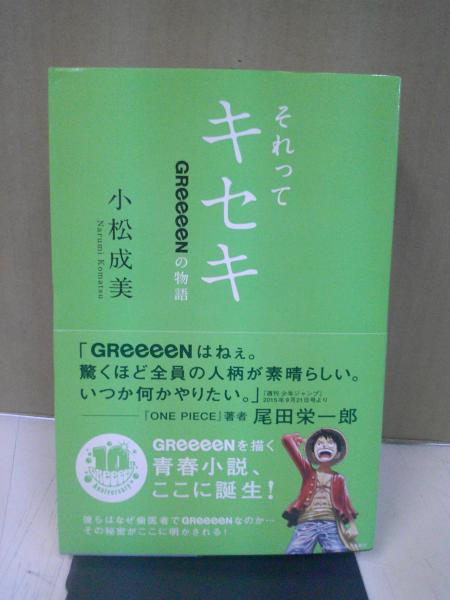 それって
キセキ
GReeeeNの物語
小松成美
Narumi Komatsu
「GReeeeNはねぇ。
驚くほど全員の人柄が素晴らしい。
いつか何かやりたい。」
『週刊 少年ジャンプ』
2015年9月21日号より
『ONE PIECE』著者 尾田栄一郎
10
GReeeeN
Anniversary
GReeeeNを描く
青春小説、
ここに誕生!
彼らはなぜ歯医者でGReeeeNなのか…
その秘密がここに明かされる!